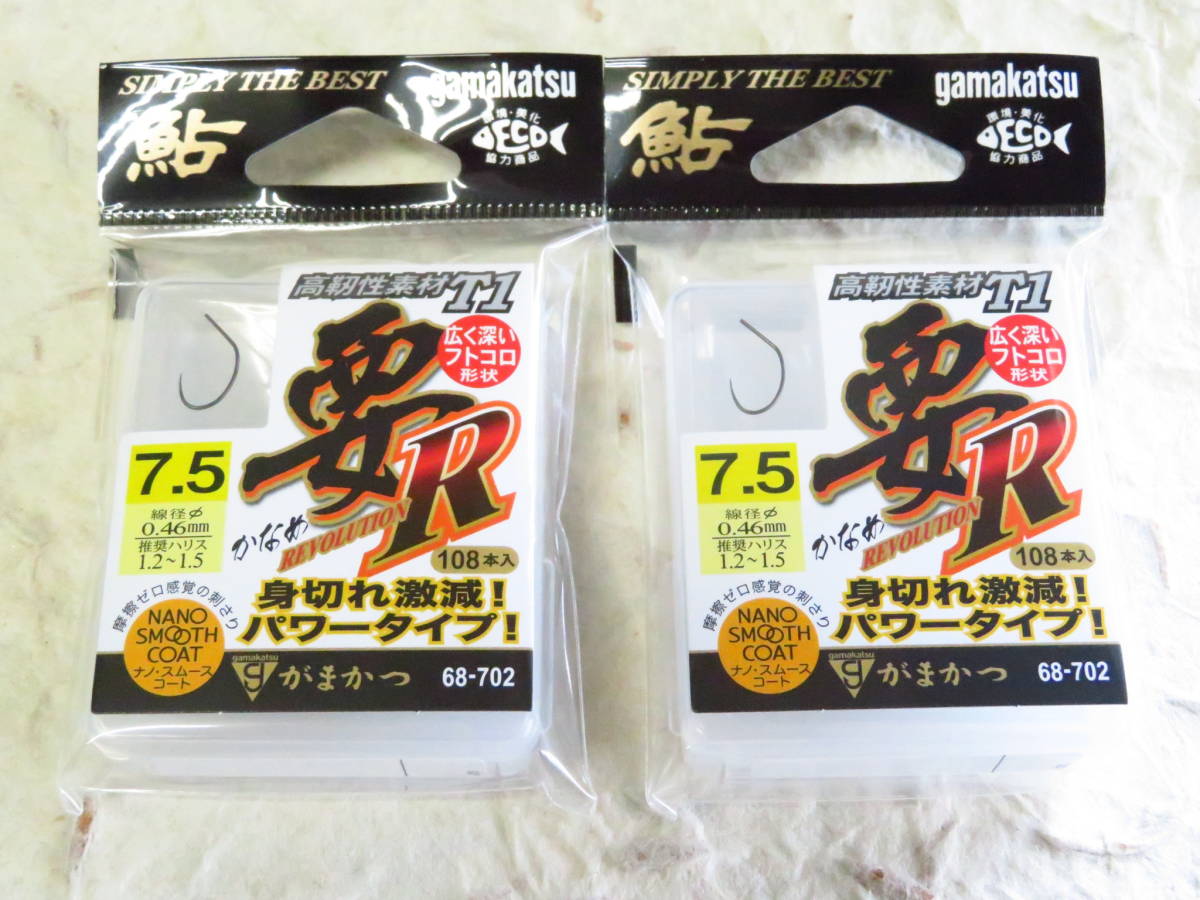 SIMPLY THE BEST
gamakatsu
鮎
環境・美化
ECO
協力商品
高靭性素材T1
広く深い
フトコロ
形状
要R
REVOLUTION
かなめ
7.5
線径φ
0.46mm
推奨ハリス
1.2~1.5
108本入
摩擦ゼロ感覚の刺さり
NANO
SMOOTH
COAT
ナノ・スムース
コート
身切れ激減!
パワータイプ!
gamakatsu
がまかつ
68-702
SIMPLY THE BEST
gamakatsu
鮎
環境・美化
ECO
協力商品
高靭性素材T1
広く深い
フトコロ
形状
要R
REVOLUTION
かなめ
7.5
線径φ
0.46mm
推奨ハリス
1.2~1.5
108本入
摩擦ゼロ感覚の刺さり
NANO
SMOOTH
COAT
ナノ・スムース
コート
身切れ激減!
パワータイプ!
gamakatsu
がまかつ
68-702